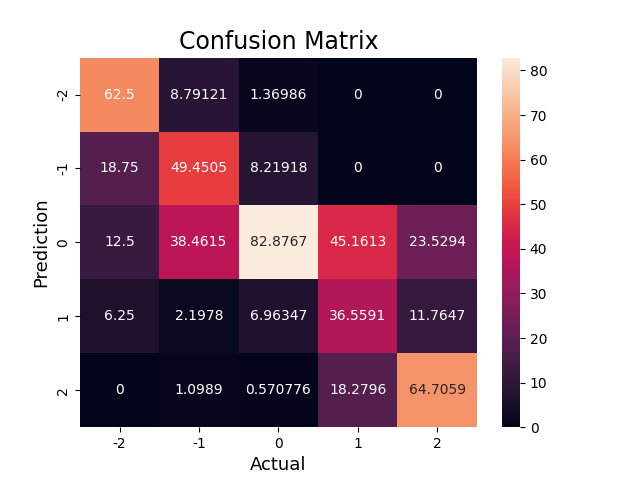 Confusion Matrix
-2 62.5 8.79121 1.36986 0 0
-1 18.75 49.4505 8.21918 0 0
0 12.5 38.4615 82.8767 45.1613 23.5294
1 6.25 2.1978 6.96347 36.5591 11.7647
2 0 1.0989 0.570776 18.2796 64.7059
-2 -1 0 1 2
Actual
Prediction
80
70
60
50
40
30
20
10
0